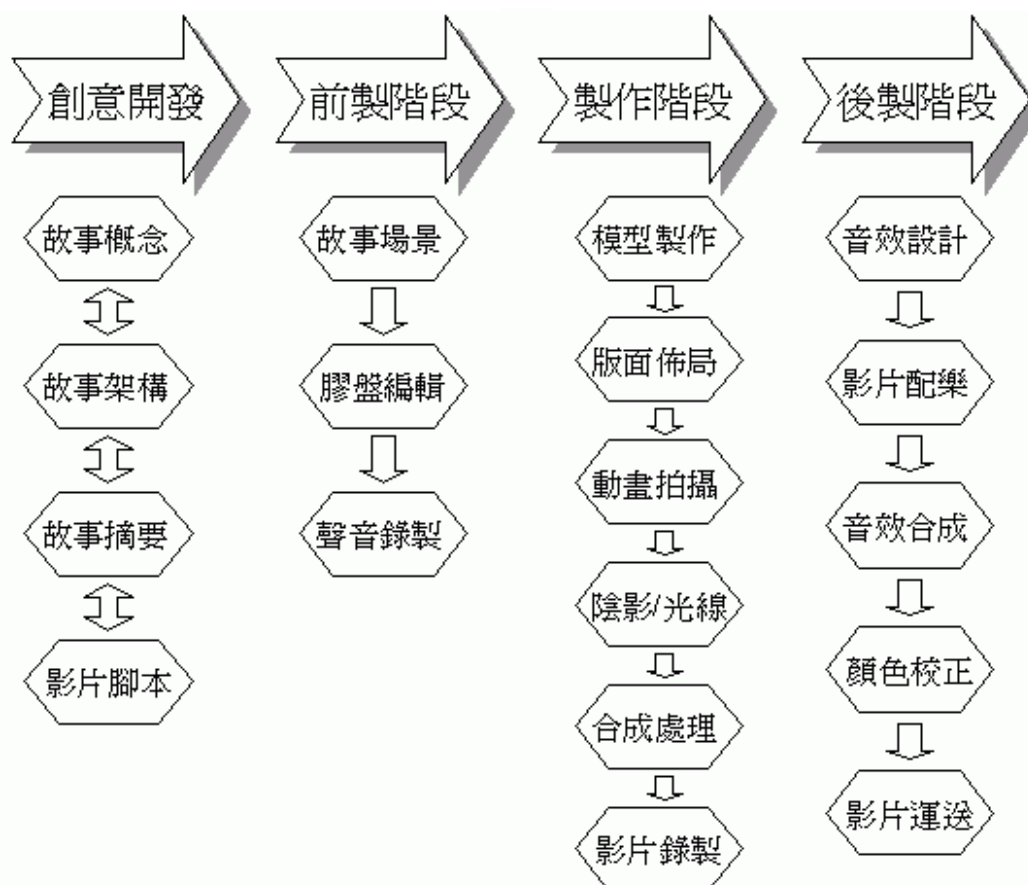 創意開發
前製階段
製作階段
後製階段
故事概念
故事架構
故事摘要
影片腳本
故事場景
膠盤編輯
聲音錄製
模型製作
版面佈局
動畫拍攝
陰影/光線
合成處理
影片錄製
音效設計
影片配樂
音效合成
顏色校正
影片運送